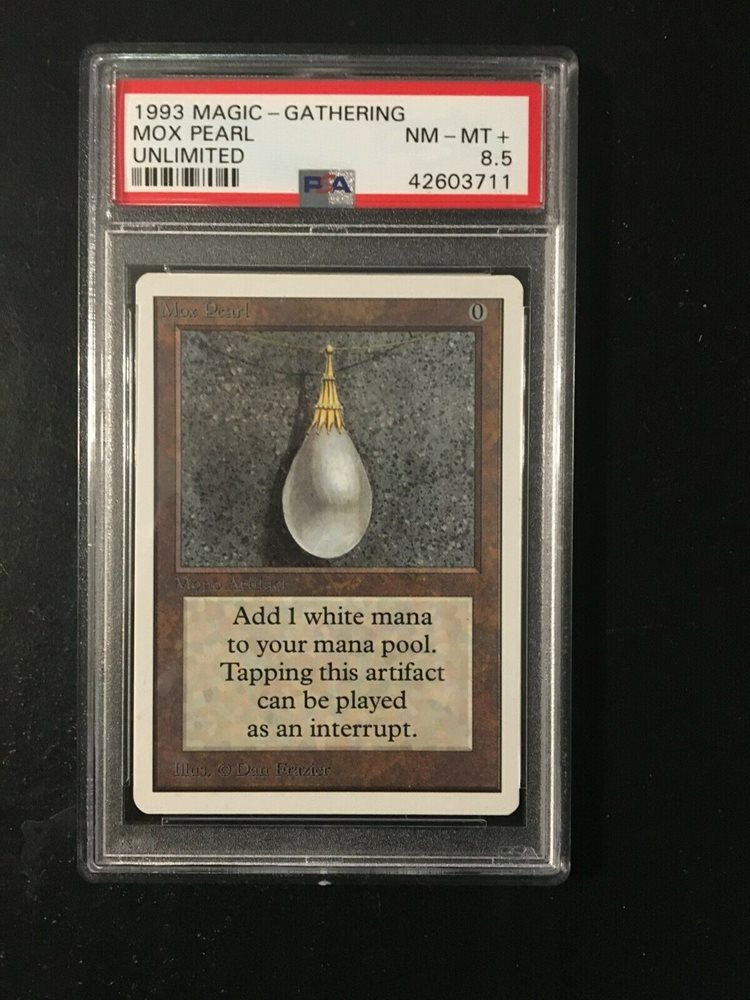 1993 MAGIC – GATHERING
MOX PEARL NM – MT +
UNLIMITED 8.5
PSA 42603711
Mox Pearl 0
Mono Artifact
Add 1 white mana
to your mana pool.
Tapping this artifact
can be played
as an interrupt.
Illus. © Dan Frazier